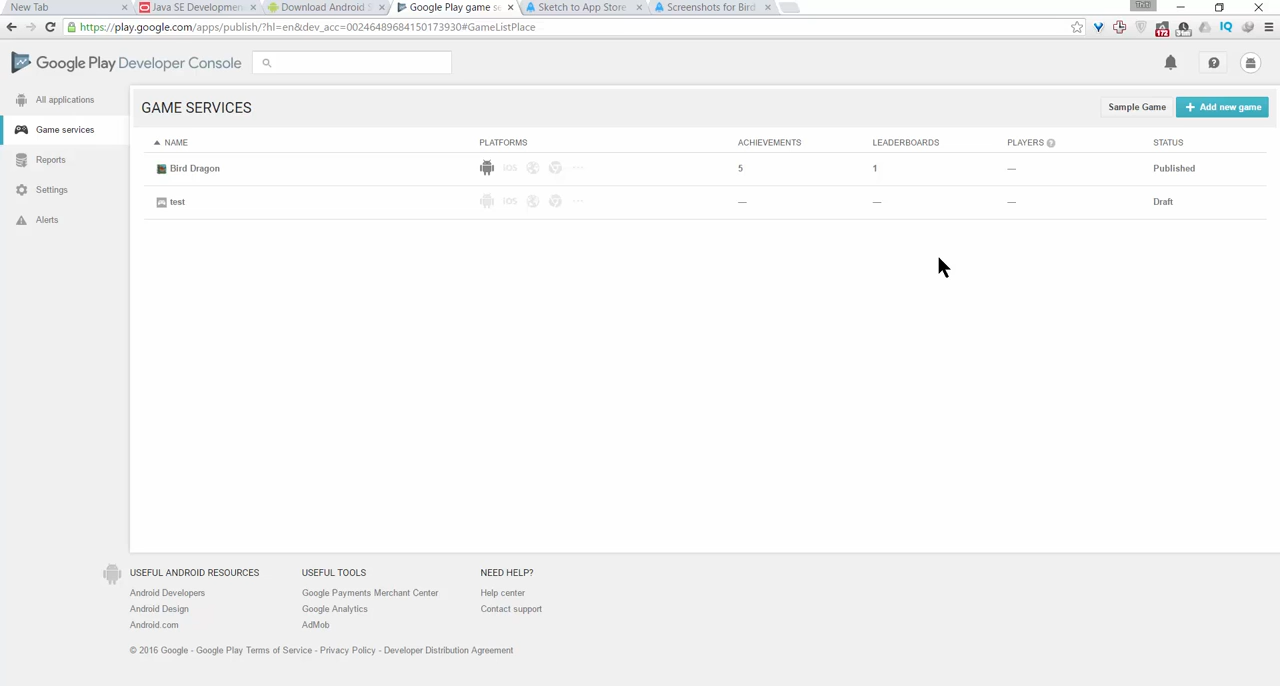 New Tab
Java SE Developmen
Download Android S
Google Play game se
Sketch to App Store
Screenshots for Bird
https://play.google.com/apps/publish/?hl=en&dev_acc=00246489684150173930#GameListPlace
172
IQ
Google Play Developer Console
All applications
Game services
Reports
Settings
Alerts
GAME SERVICES
Sample Game
+ Add new game
NAME PLATFORMS ACHIEVEMENTS LEADERBOARDS PLAYERS ? STATUS
Bird Dragon iOS ... 5 1 — Published
test iOS ... — — — Draft
USEFUL ANDROID RESOURCES
Android Developers
Android Design
Android.com
USEFUL TOOLS
Google Payments Merchant Center
Google Analytics
AdMob
NEED HELP?
Help center
Contact support
© 2016 Google - Google Play Terms of Service - Privacy Policy - Developer Distribution Agreement